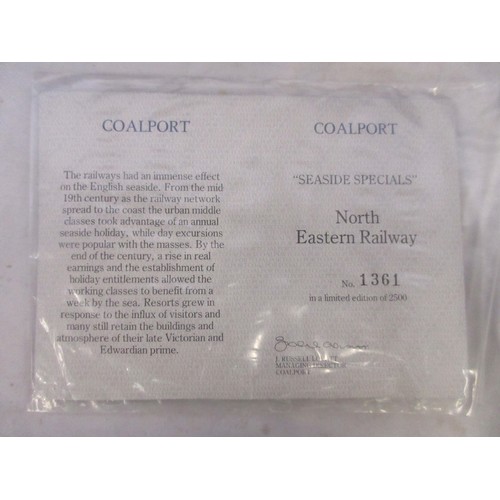 COALPORT
The railways had an immense effect
on the English seaside. From the mid
19th century as the railway network
spread to the coast the urban middle
classes took advantage of an annual
seaside holiday, while day excursions
were popular with the masses. By the
end of the century, a rise in real
earnings and the establishment of
holiday entitlements allowed the
working classes to benefit from a
week by the sea. Resorts grew in
response to the influx of visitors and
many still retain the buildings and
atmosphere of their late Victorian and
Edwardian prime.
COALPORT
"SEASIDE SPECIALS"
North
Eastern Railway
No. 1361
in a limited edition of 2500
J. RUSSELL
MANAGING DIRECTOR
COALPORT